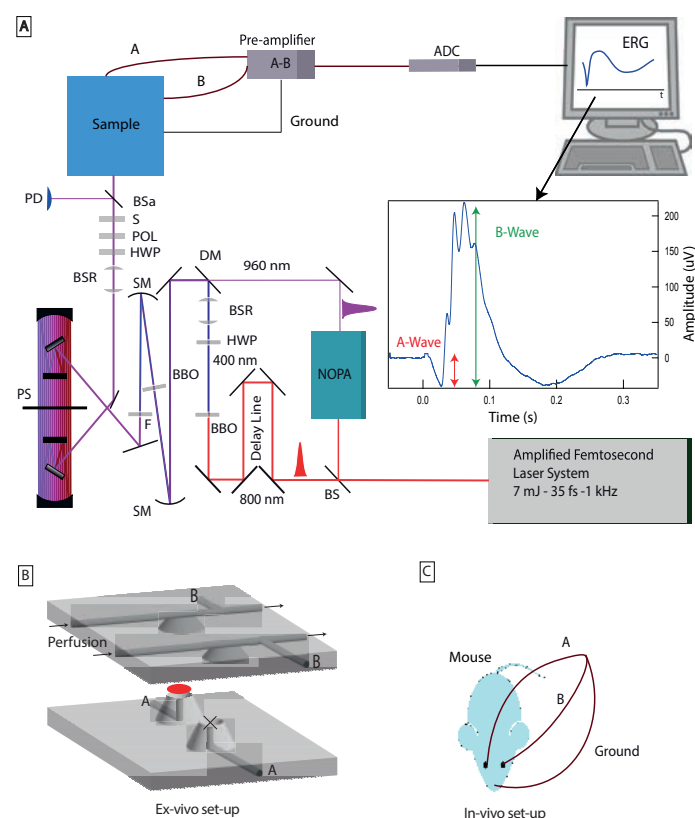 A
Pre-amplifier
A
B
A-B
ADC
ERG
t
Sample
Ground
PD
BSa
S
POL
HWP
BSR
SM
DM
960 nm
BSR
HWP
400 nm
BBO
NOPA
PS
F
BBO
Delay Line
SM
800 nm
BS
B-Wave
A-Wave
Amplitude (uV)
200
150
100
50
0
0.0
0.1
0.2
0.3
Time (s)
Amplified Femtosecond
Laser System
7 mJ - 35 fs -1 kHz
B
B
Perfusion
B
A
A
Ex-vivo set-up
C
Mouse
A
B
Ground
In-vivo set-up